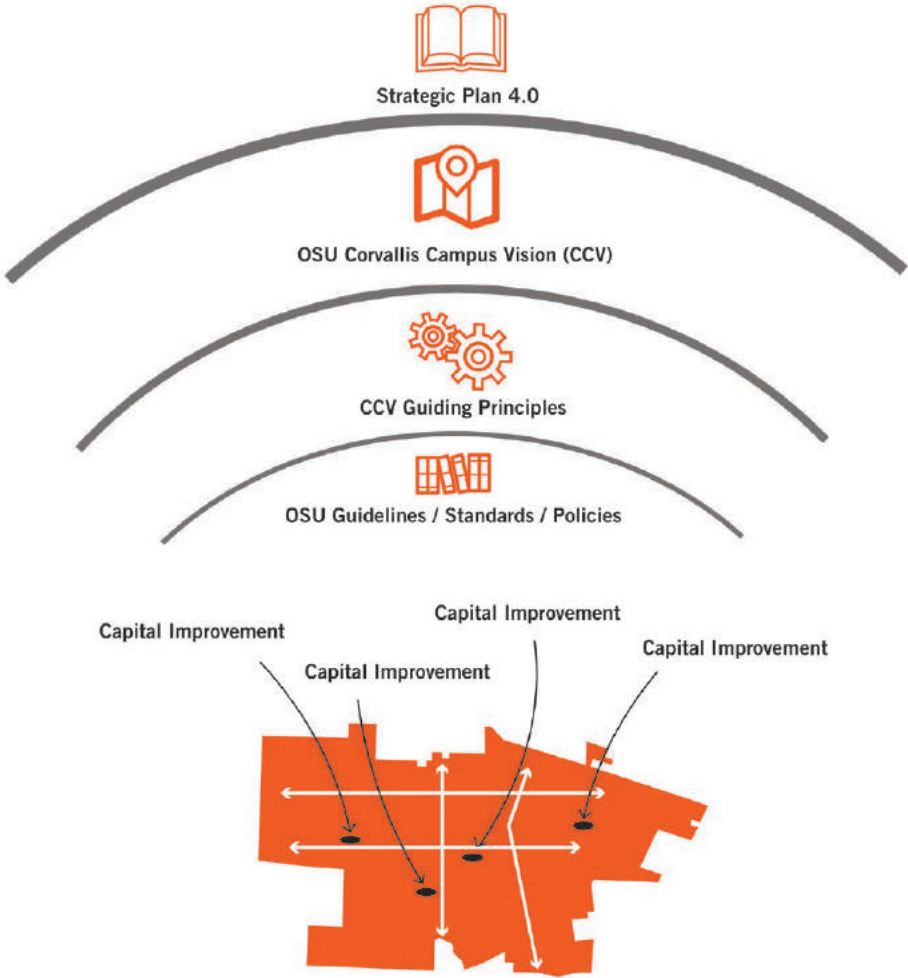 Strategic Plan 4.0
OSU Corvallis Campus Vision (CCV)
CCV Guiding Principles
OSU Guidelines / Standards / Policies
Capital Improvement
Capital Improvement
Capital Improvement
Capital Improvement